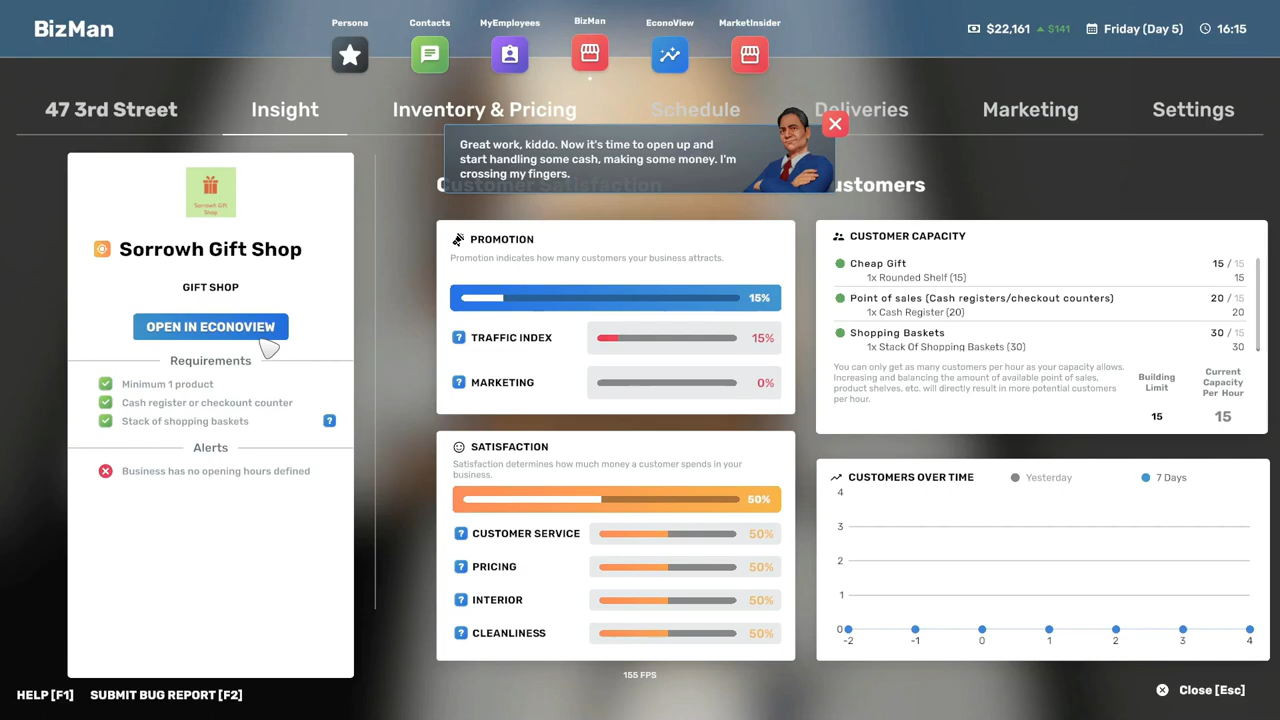 BizMan
Persona
Contacts
MyEmployees
BizMan
EconoView
MarketInsider
$22,161 $141 Friday (Day 5) 16:15
47 3rd Street
Insight
Inventory & Pricing
Schedule
Deliveries
Marketing
Settings
Great work, kiddo. Now it's time to open up and
start handling some cash, making some money. I'm
crossing my fingers.
Sorrowh Gift
Shop
Sorrowh Gift Shop
GIFT SHOP
OPEN IN ECONOVIEW
Requirements
Minimum 1 product
Cash register or checkount counter
Stack of shopping baskets ?
Alerts
Business has no opening hours defined
Customer Satisfaction
PROMOTION
Promotion indicates how many customers your business attracts.
15%
? TRAFFIC INDEX 15%
? MARKETING 0%
SATISFACTION
Satisfaction determines how much money a customer spends in your
business.
50%
? CUSTOMER SERVICE 50%
? PRICING 50%
? INTERIOR 50%
? CLEANLINESS 50%
ustomers
CUSTOMER CAPACITY
Cheap Gift 15 / 15
1x Rounded Shelf (15) 15
Point of sales (Cash registers/checkout counters) 20 / 15
1x Cash Register (20) 20
Shopping Baskets 30 / 15
1x Stack Of Shopping Baskets (30) 30
You can only get as many customers per hour as your capacity allows.
Increasing and balancing the amount of available point of sales,
product shelves, etc. will directly result in more potential customers
per hour.
Building
Limit
15
Current
Capacity
Per Hour
15
CUSTOMERS OVER TIME Yesterday 7 Days
4
3
2
1
0
-2 -1 0 1 2 3 4
155 FPS
HELP [F1] SUBMIT BUG REPORT [F2]
Close [Esc]